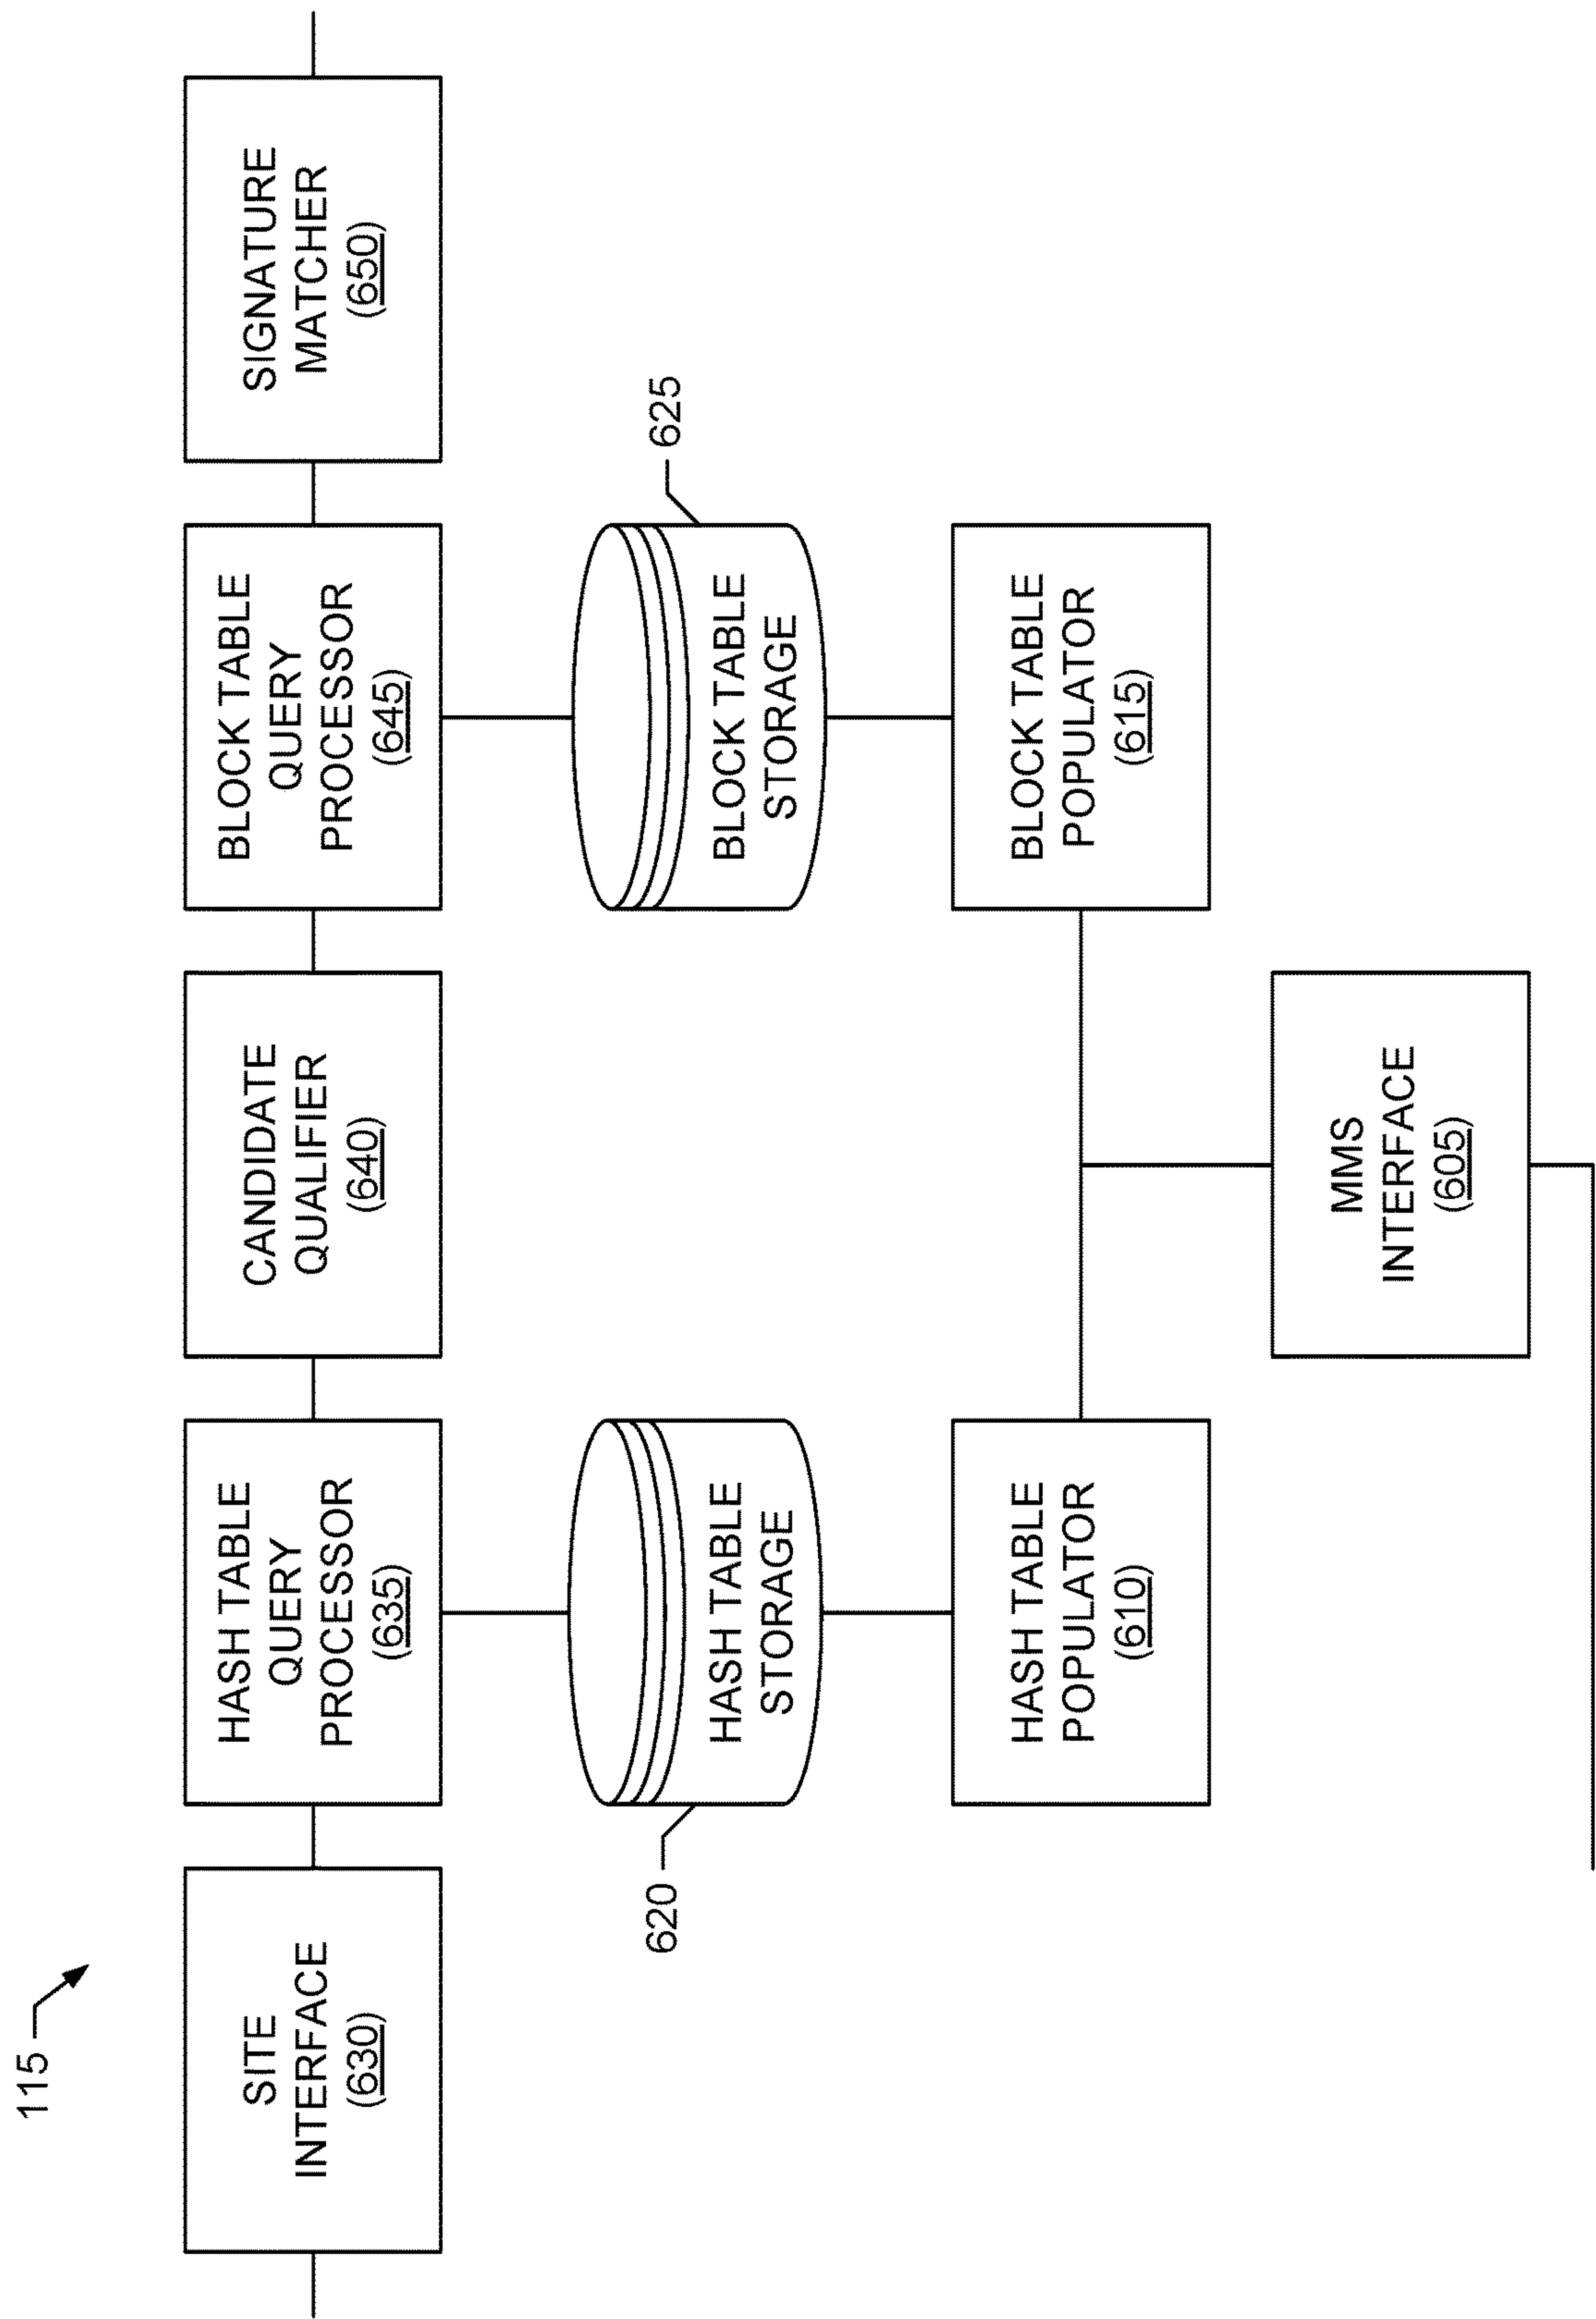 115
SITE
INTERFACE
(630)
HASH TABLE
QUERY
PROCESSOR
(635)
CANDIDATE
QUALIFIER
(640)
BLOCK TABLE
QUERY
PROCESSOR
(645)
SIGNATURE
MATCHER
(650)
620
HASH TABLE
STORAGE
BLOCK TABLE
STORAGE
625
HASH TABLE
POPULATOR
(610)
BLOCK TABLE
POPULATOR
(615)
MMS
INTERFACE
(605)